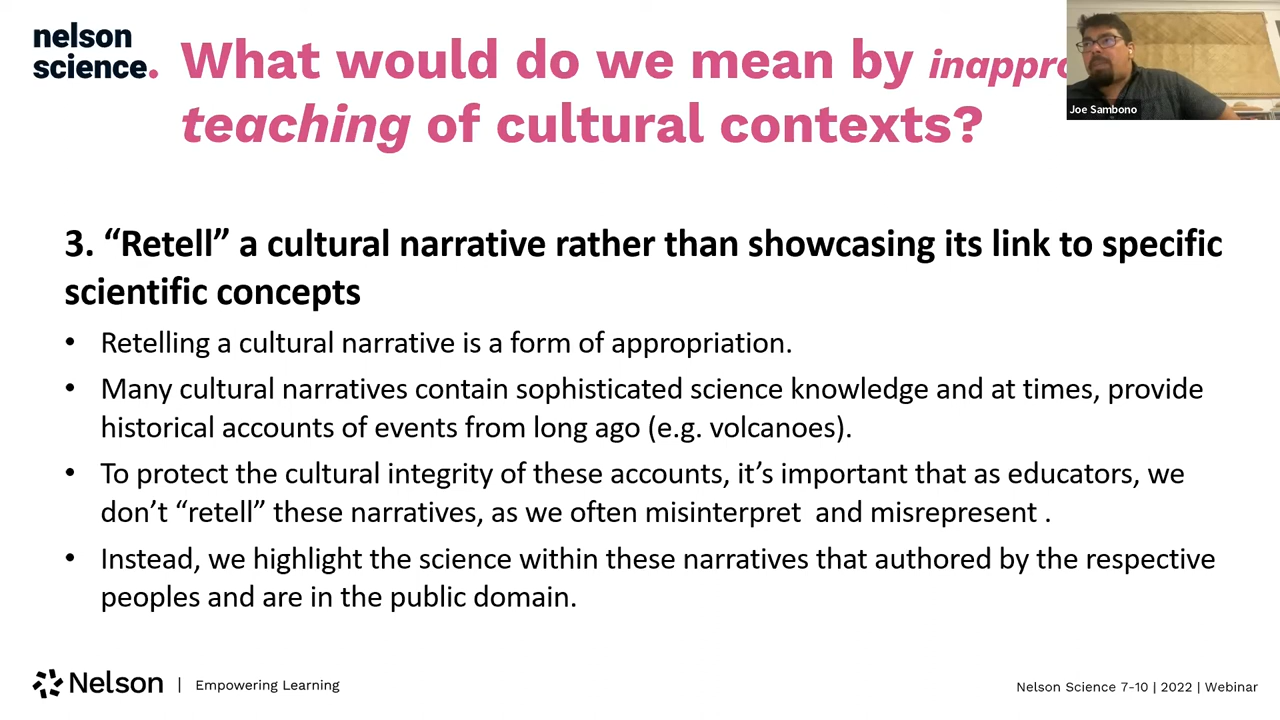 nelson
science.
What would do we mean by inappro
teaching of cultural contexts?
Joe Sambono
3. “Retell” a cultural narrative rather than showcasing its link to specific
scientific concepts
• Retelling a cultural narrative is a form of appropriation.
• Many cultural narratives contain sophisticated science knowledge and at times, provide
historical accounts of events from long ago (e.g. volcanoes).
• To protect the cultural integrity of these accounts, it’s important that as educators, we
don’t “retell” these narratives, as we often misinterpret and misrepresent .
• Instead, we highlight the science within these narratives that authored by the respective
peoples and are in the public domain.
Nelson | Empowering Learning
Nelson Science 7-10 | 2022 | Webinar